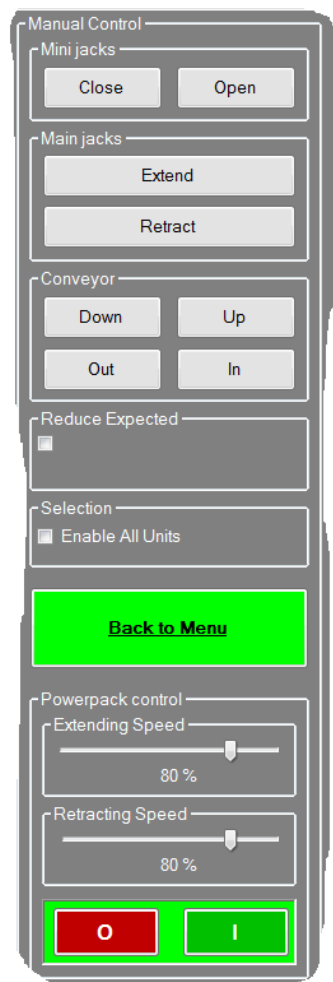 Manual Control
Mini jacks
Close Open
Main jacks
Extend
Retract
Conveyor
Down Up
Out In
Reduce Expected
Selection
Enable All Units
Back to Menu
Powerpack control
Extending Speed
80 %
Retracting Speed
80 %
O I